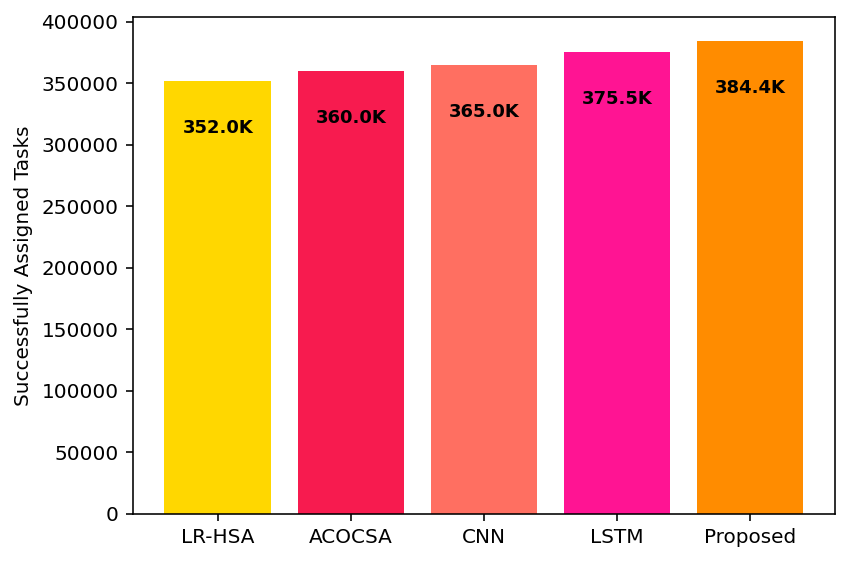 Successfully Assigned Tasks
400000
350000
300000
250000
200000
150000
100000
50000
0
352.0K
360.0K
365.0K
375.5K
384.4K
LR-HSA
ACOCSA
CNN
LSTM
Proposed